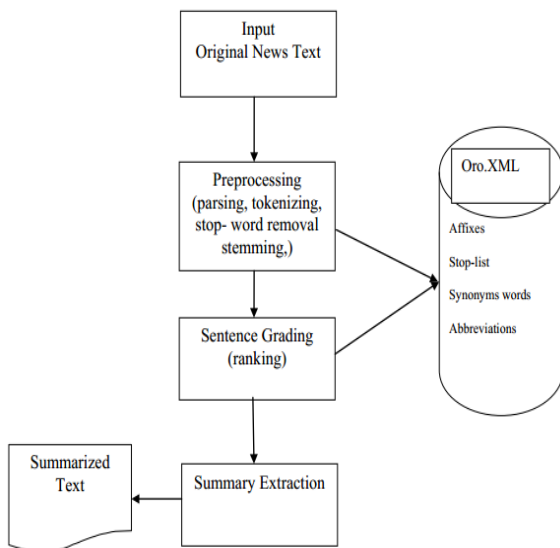 Input
Original News Text
Preprocessing
(parsing, tokenizing,
stop- word removal
stemming,)
Oro.XML
Affixes
Stop-list
Synonyms words
Abbreviations
Sentence Grading
(ranking)
Summarized
Text
Summary Extraction